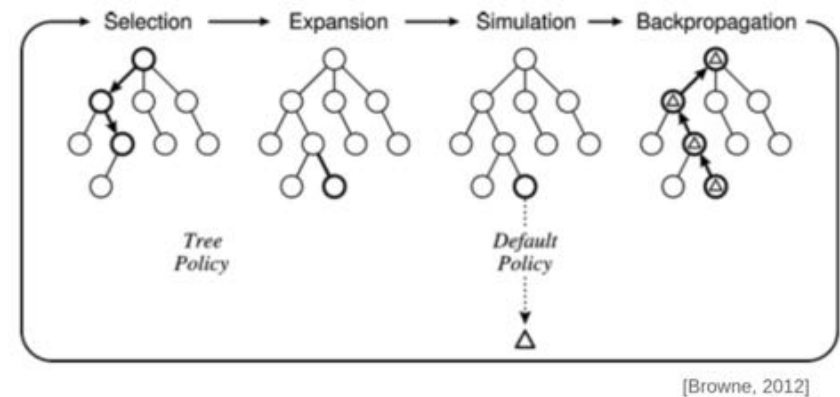 Selection Expansion Simulation Backpropagation
Tree
Policy
Default
Policy
[Browne, 2012]